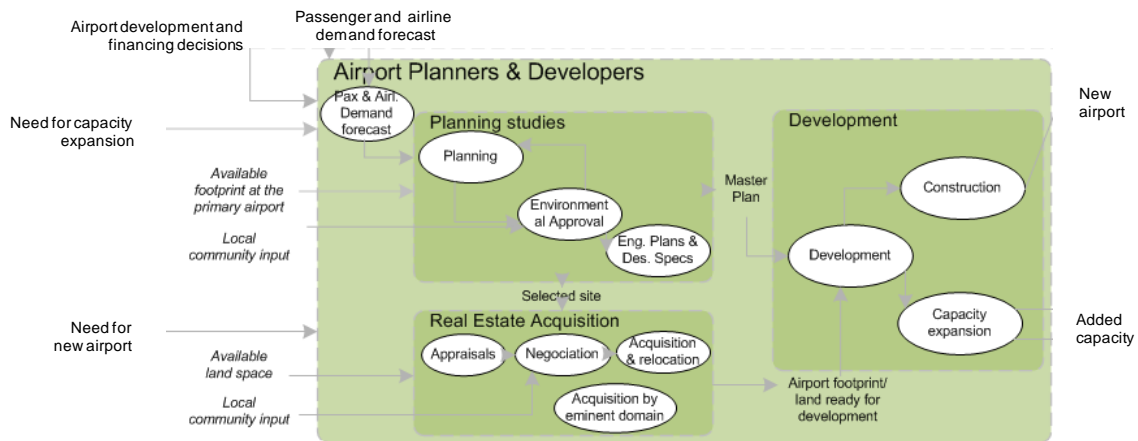 Airport development and
financing decisions
Passenger and airline
demand forecast
Airport Planners & Developers
Pax & Airl.
Demand
forecast
Need for capacity
expansion
Planning studies
Planning
Available
footprint at the
primary airport
Environment
al Approval
Local
community input
Eng. Plans &
Des. Specs
Master
Plan
Development
Construction
New
airport
Development
Capacity
expansion
Added
capacity
Selected site
Need for
new airport
Real Estate Acquisition
Appraisals
Negociation
Acquisition
& relocation
Available
land space
Local
community input
Acquisition by
eminent domain
Airport footprint/
land ready for
development